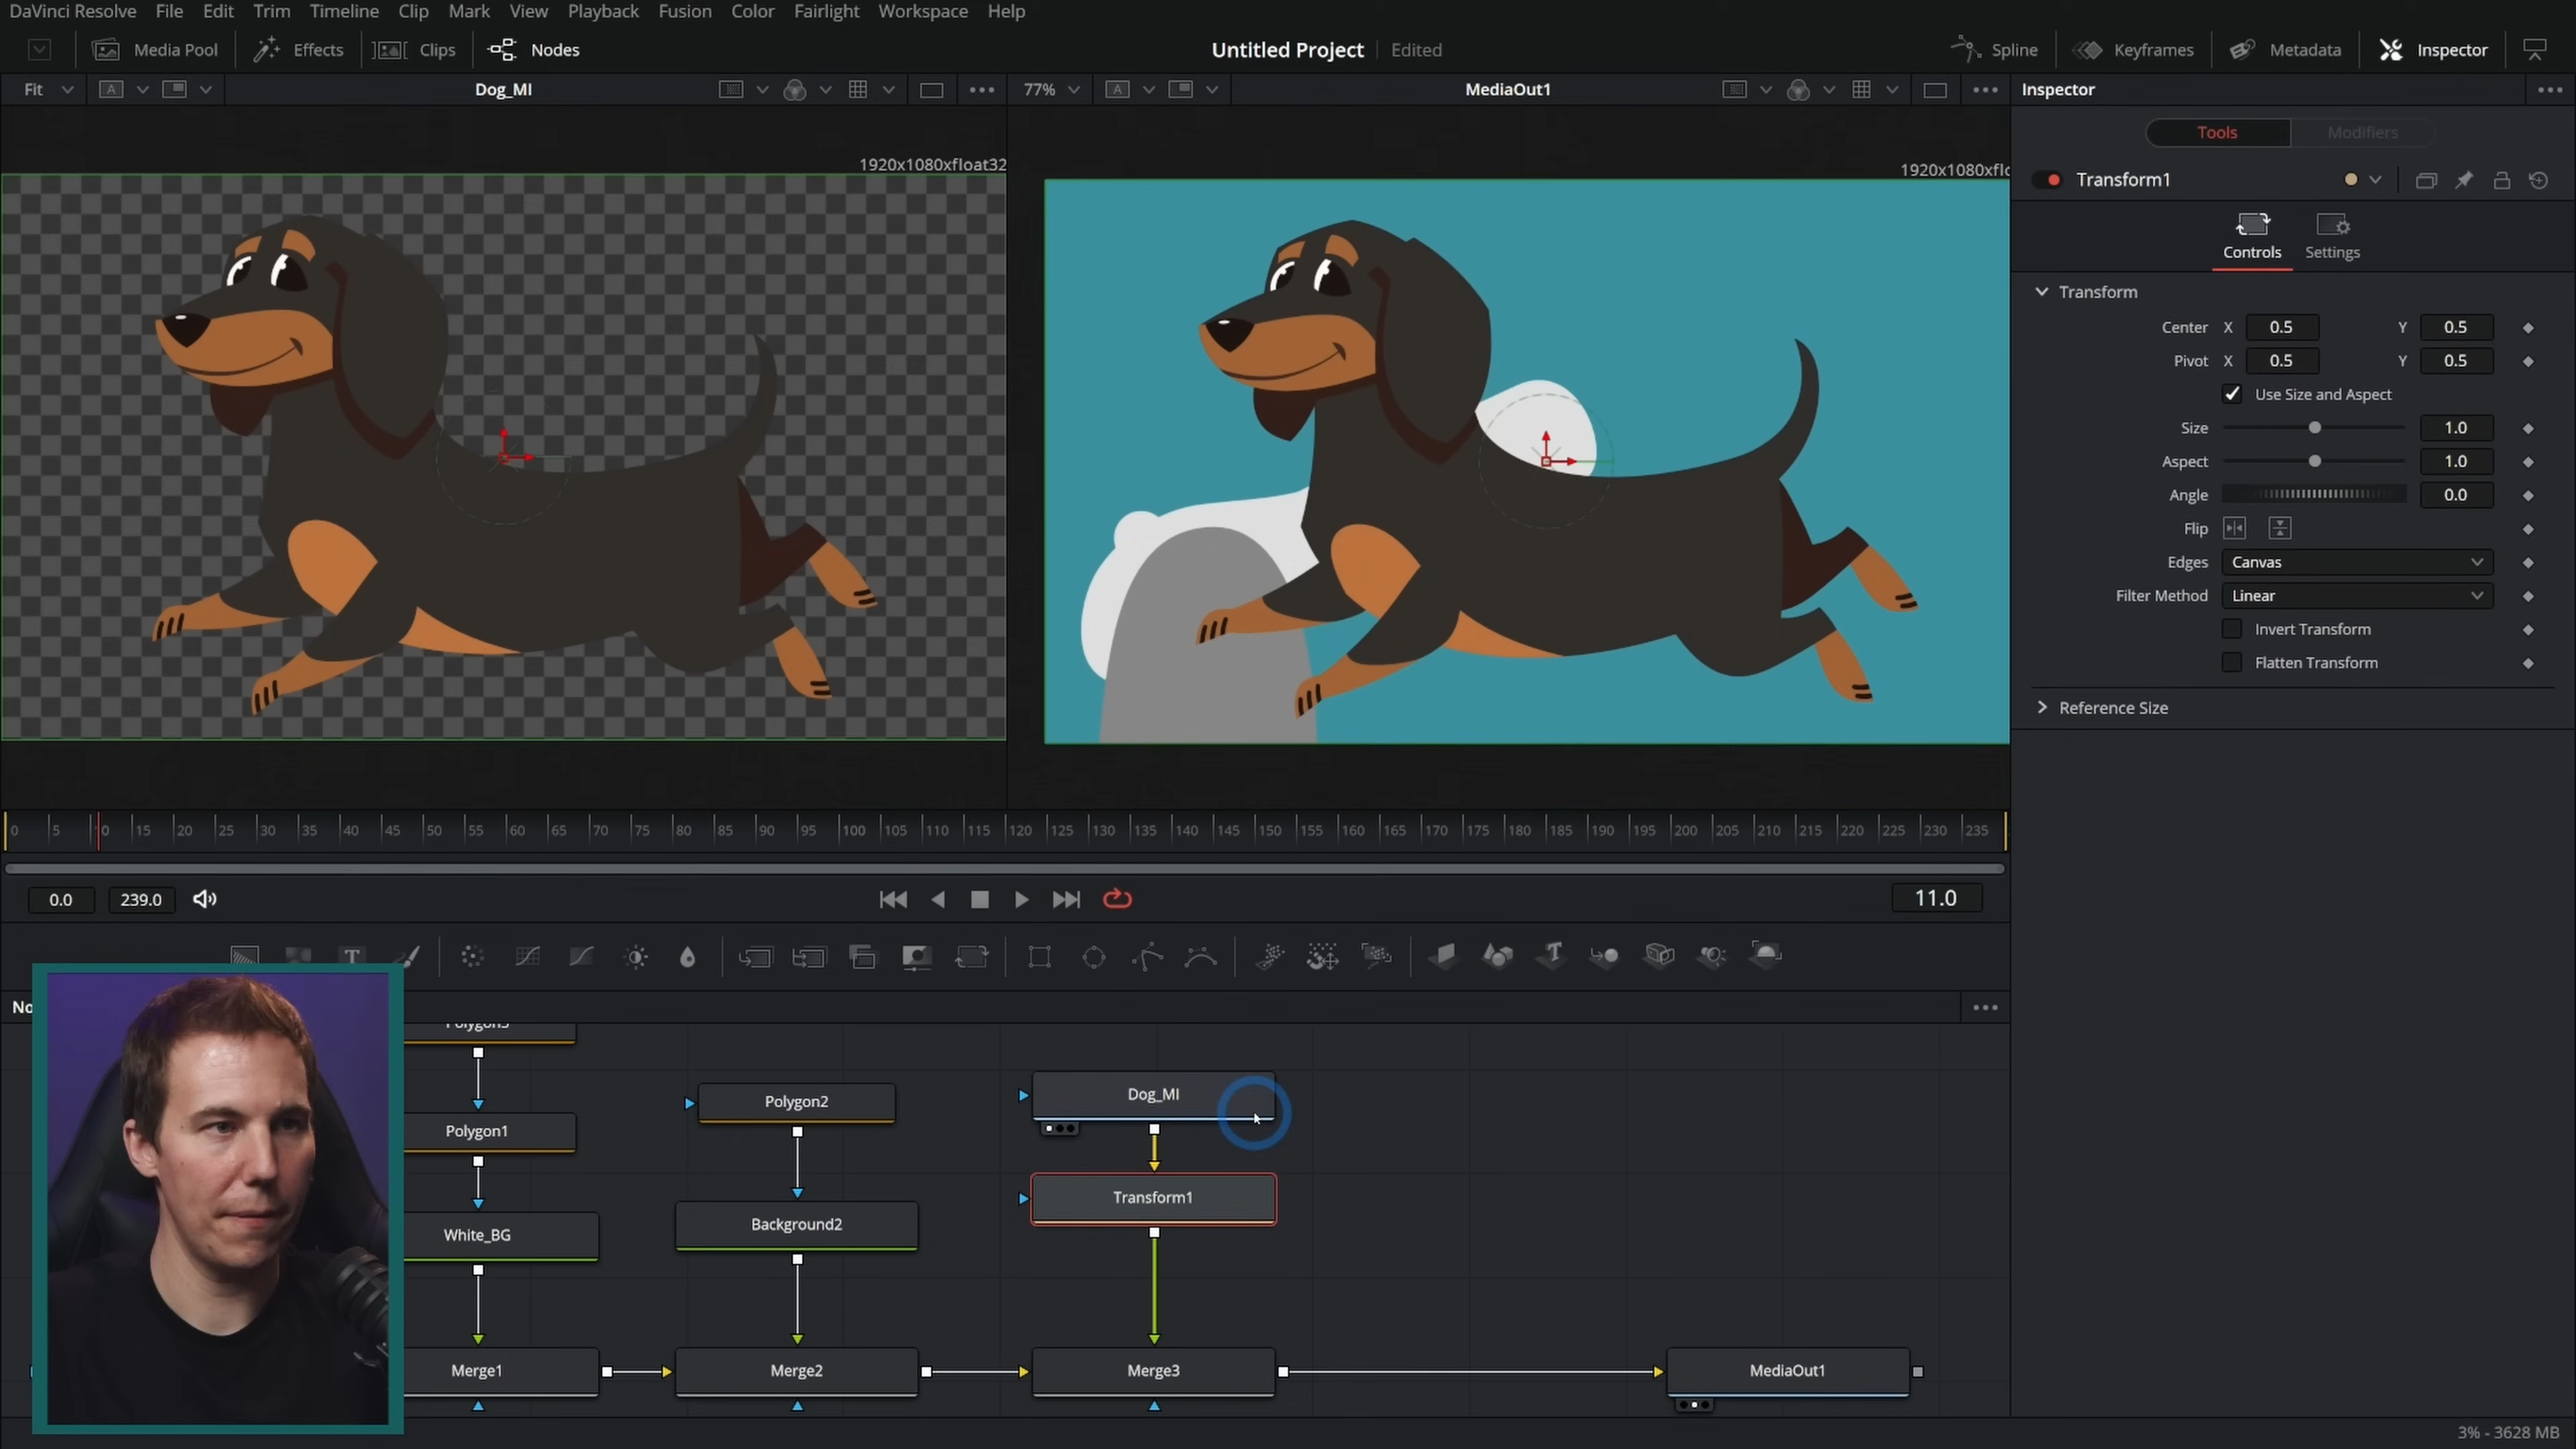 DaVinci Resolve File Edit Trim Timeline Clip Mark View Playback Fusion Color Fairlight Workspace Help
Media Pool Effects Clips Nodes Untitled Project Edited Spline Keyframes Metadata Inspector
Fit A Dog_MI 77% A MediaOut1 Inspector
Tools Modifiers
1920x1080xfloat32 1920x1080xflo
Transform1
Controls Settings
Transform
Center X 0.5 Y 0.5
Pivot X 0.5 Y 0.5
Use Size and Aspect
Size 1.0
Aspect 1.0
Angle 0.0
Flip
Edges Canvas
Filter Method Linear
Invert Transform
Flatten Transform
Reference Size
0 5 0 15 20 25 30 35 40 45 50 55 60 65 70 75 80 85 90 95 100 105 110 115 120 125 130 135 140 145 150 155 160 165 170 175 180 185 190 195 200 205 210 215 220 225 230 235
0.0 239.0 11.0
T T
No
Polygon3
Dog_MI
Polygon2
Polygon1
Transform1
Background2
White_BG
Merge1 Merge2 Merge3 MediaOut1
3% - 3628 MB